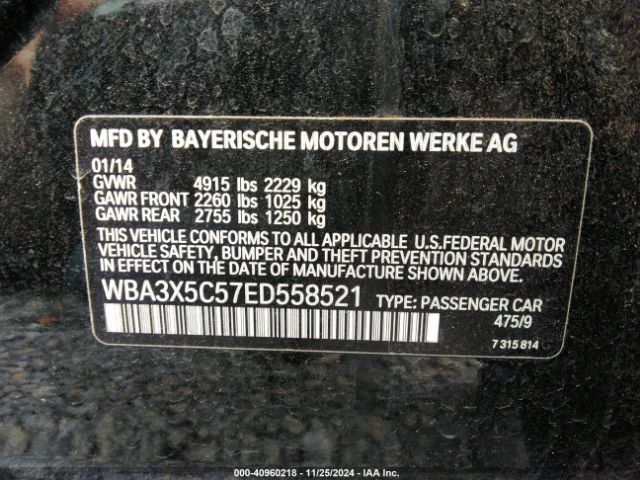 MFD BY BAYERISCHE MOTOREN WERKE AG
01/14
GVWR 4915 lbs 2229 kg
GAWR FRONT 2260 lbs 1025 kg
GAWR REAR 2755 lbs 1250 kg
THIS VEHICLE CONFORMS TO ALL APPLICABLE U.S.FEDERAL MOTOR
VEHICLE SAFETY, BUMPER AND THEFT PREVENTION STANDARDS
IN EFFECT ON THE DATE OF MANUFACTURE SHOWN ABOVE.
WBA3X5C57ED558521 TYPE: PASSENGER CAR
475/9
7 315 814
000-40960218 - 11/25/2024 - IAA Inc.